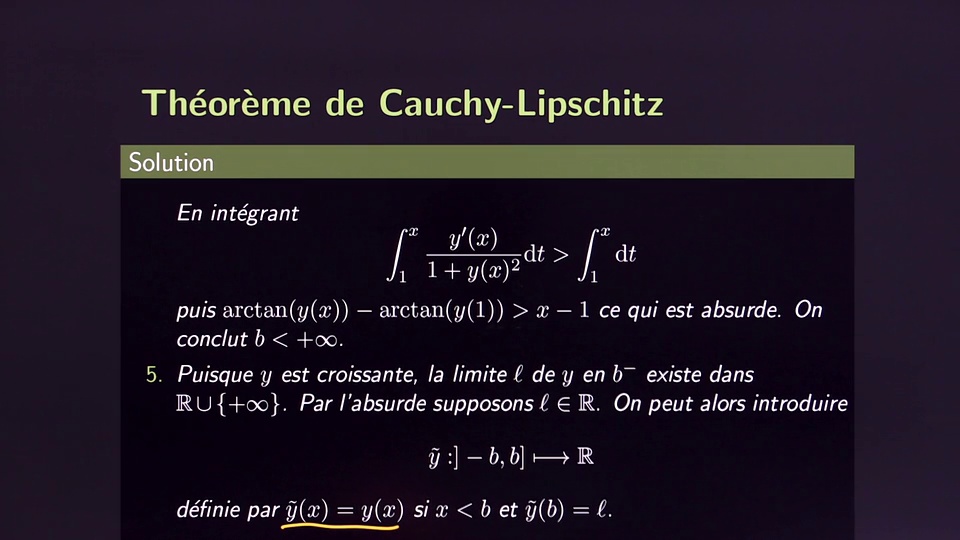 Théorème de Cauchy-Lipschitz
Solution
En intégrant
$\int_1^x \frac{y'(x)}{1+y(x)^2}\mathrm{d}t > \int_1^x \mathrm{d}t$
puis $\arctan(y(x)) - \arctan(y(1)) > x - 1$ ce qui est absurde. On
conclut $b < +\infty$.
5. Puisque $y$ est croissante, la limite $\ell$ de $y$ en $b^-$ existe dans
$\mathbb{R} \cup \{+\infty\}$. Par l'absurde supposons $\ell \in \mathbb{R}$. On peut alors introduire
$\tilde{y} :]-b, b] \longmapsto \mathbb{R}$
définie par $\tilde{y}(x) = y(x)$ si $x < b$ et $\tilde{y}(b) = \ell$.